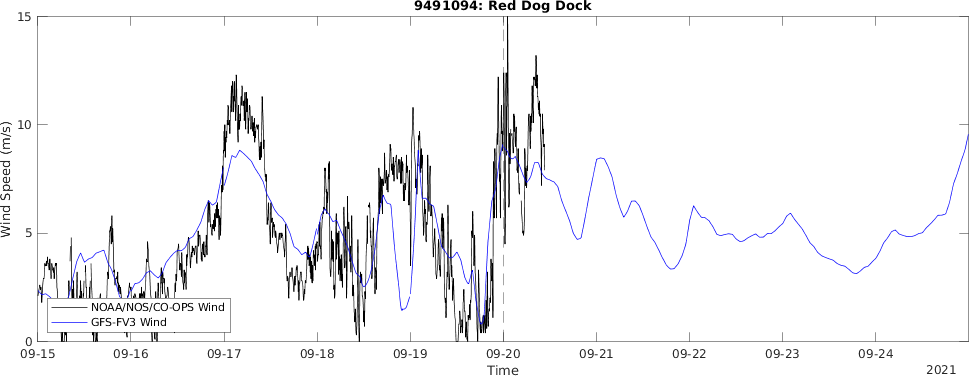 9491094: Red Dog Dock
15
10
5
0
Wind Speed (m/s)
NOAA/NOS/CO-OPS Wind
GFS-FV3 Wind
09-15 09-16 09-17 09-18 09-19 09-20 09-21 09-22 09-23 09-24
Time
2021